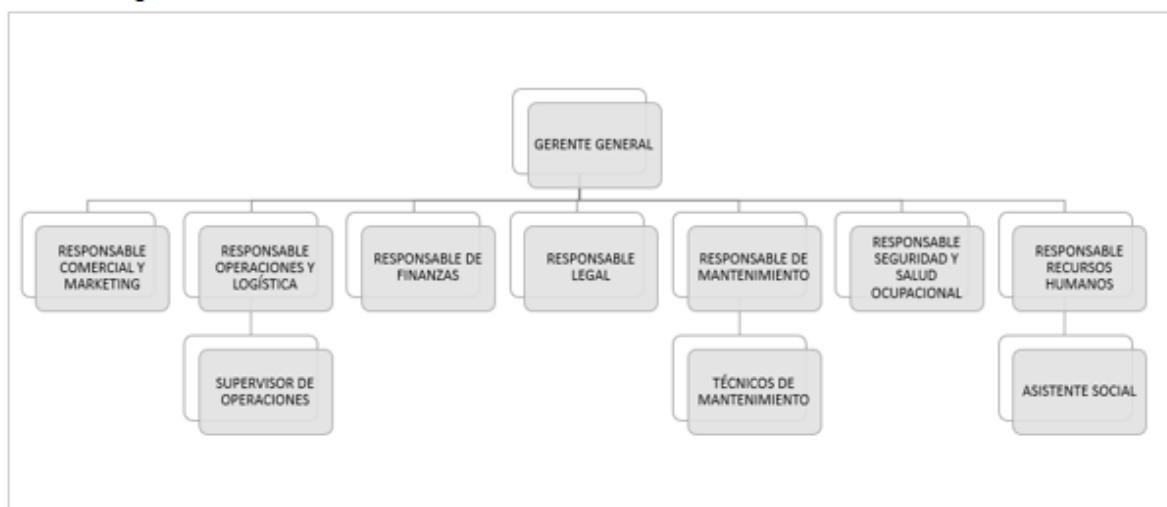 GERENTE GENERAL
RESPONSABLE
COMERCIAL Y
MARKETING
RESPONSABLE
OPERACIONES Y
LOGÍSTICA
RESPONSABLE DE
FINANZAS
RESPONSABLE
LEGAL
RESPONSABLE DE
MANTENIMIENTO
RESPONSABLE
SEGURIDAD Y
SALUD
OCUPACIONAL
RESPONSABLE
RECURSOS
HUMANOS
SUPERVISOR DE
OPERACIONES
TÉCNICOS DE
MANTENIMIENTO
ASISTENTE SOCIAL